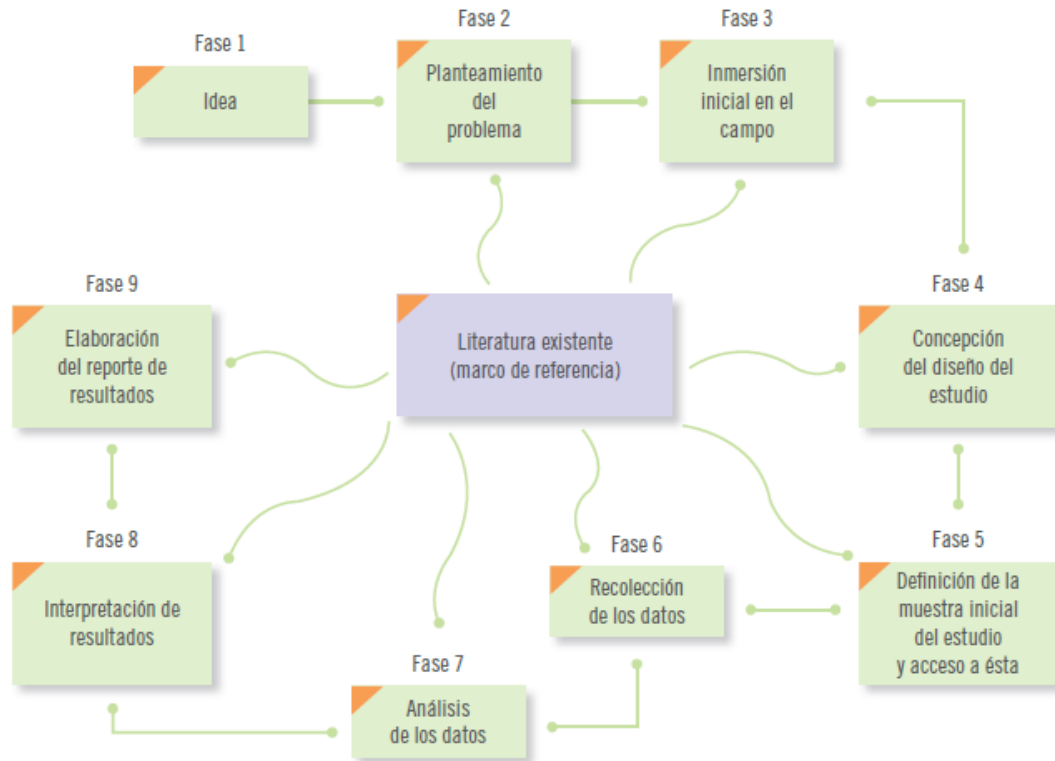 Fase 1
Idea
Fase 2
Planteamiento
del
problema
Fase 3
Inmersión
inicial en el
campo
Fase 4
Concepción
del diseño del
estudio
Fase 5
Definición de la
muestra inicial
del estudio
y acceso a ésta
Fase 6
Recolección
de los datos
Fase 7
Análisis
de los datos
Fase 8
Interpretación de
resultados
Fase 9
Elaboración
del reporte de
resultados
Literatura existente
(marco de referencia)